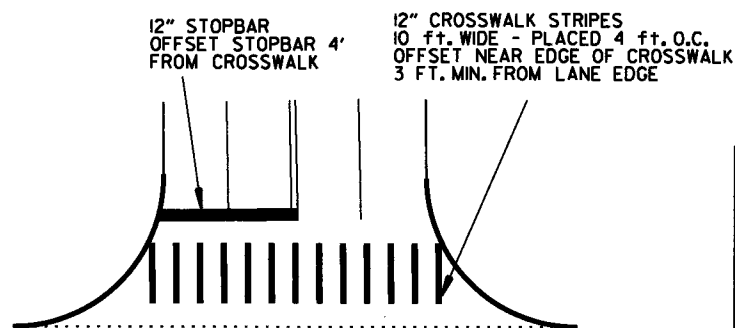 12" STOPBAR
OFFSET STOPBAR 4'
FROM CROSSWALK
12" CROSSWALK STRIPES
10 ft. WIDE - PLACED 4 ft. O.C.
OFFSET NEAR EDGE OF CROSSWALK
3 FT. MIN. FROM LANE EDGE